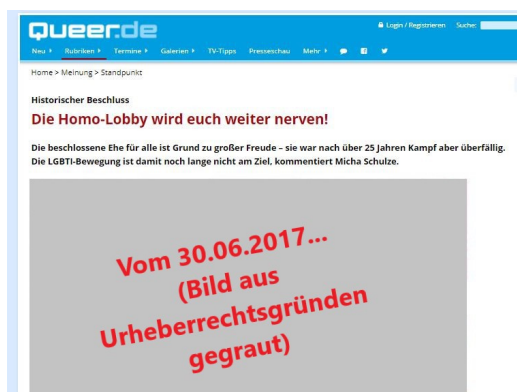 Queer.de
Login / Registrieren Suche:
Neu Rubriken Termine Galerien TV-Tipps Presseschau Mehr
Home > Meinung > Standpunkt
Historischer Beschluss
Die Homo-Lobby wird euch weiter nerven!
Die beschlossene Ehe für alle ist Grund zu großer Freude – sie war nach über 25 Jahren Kampf aber überfällig.
Die LGBTI-Bewegung ist damit noch lange nicht am Ziel, kommentiert Micha Schulze.
Vom 30.06.2017...
(Bild aus
Urheberrechtsgründen
gegraut)